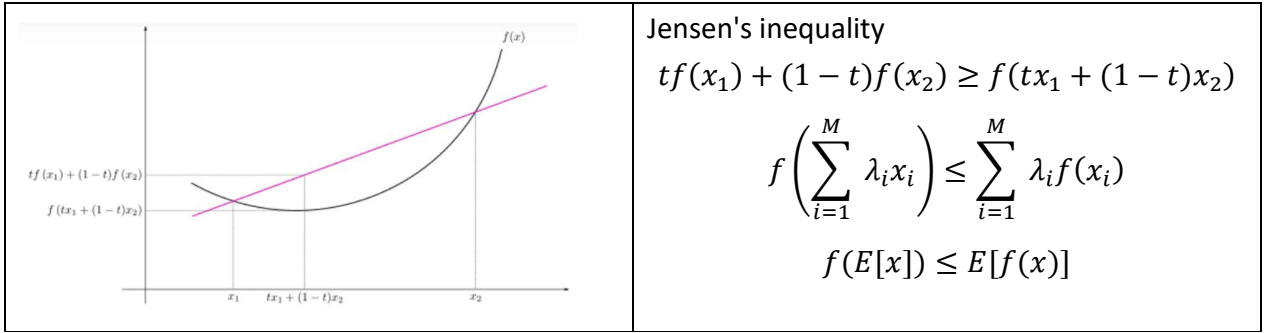 f(x)
tf(x₁) + (1 − t)f(x₂)
f(tx₁ + (1 − t)x₂)
x₁ tx₁ + (1 − t)x₂ x₂
Jensen's inequality
tf(x₁) + (1 − t)f(x₂) ≥ f(tx₁ + (1 − t)x₂)
f(∑_{i=1}^{M} λᵢxᵢ) ≤ ∑_{i=1}^{M} λᵢf(xᵢ)
f(E[x]) ≤ E[f(x)]